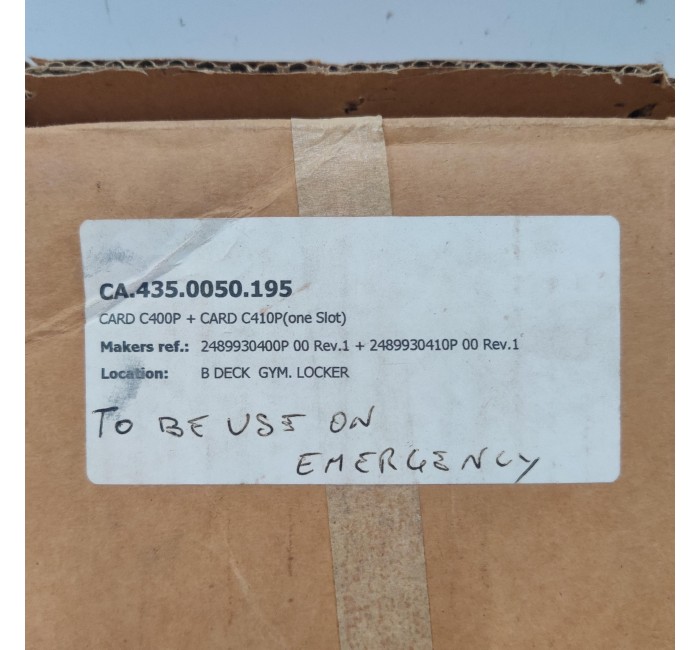 CA.435.0050.195
CARD C400P + CARD C410P(one Slot)
Makers ref.: 2489930400P 00 Rev.1 + 2489930410P 00 Rev.1
Location: B DECK GYM. LOCKER
TO BE USE ON
EMERGENCY